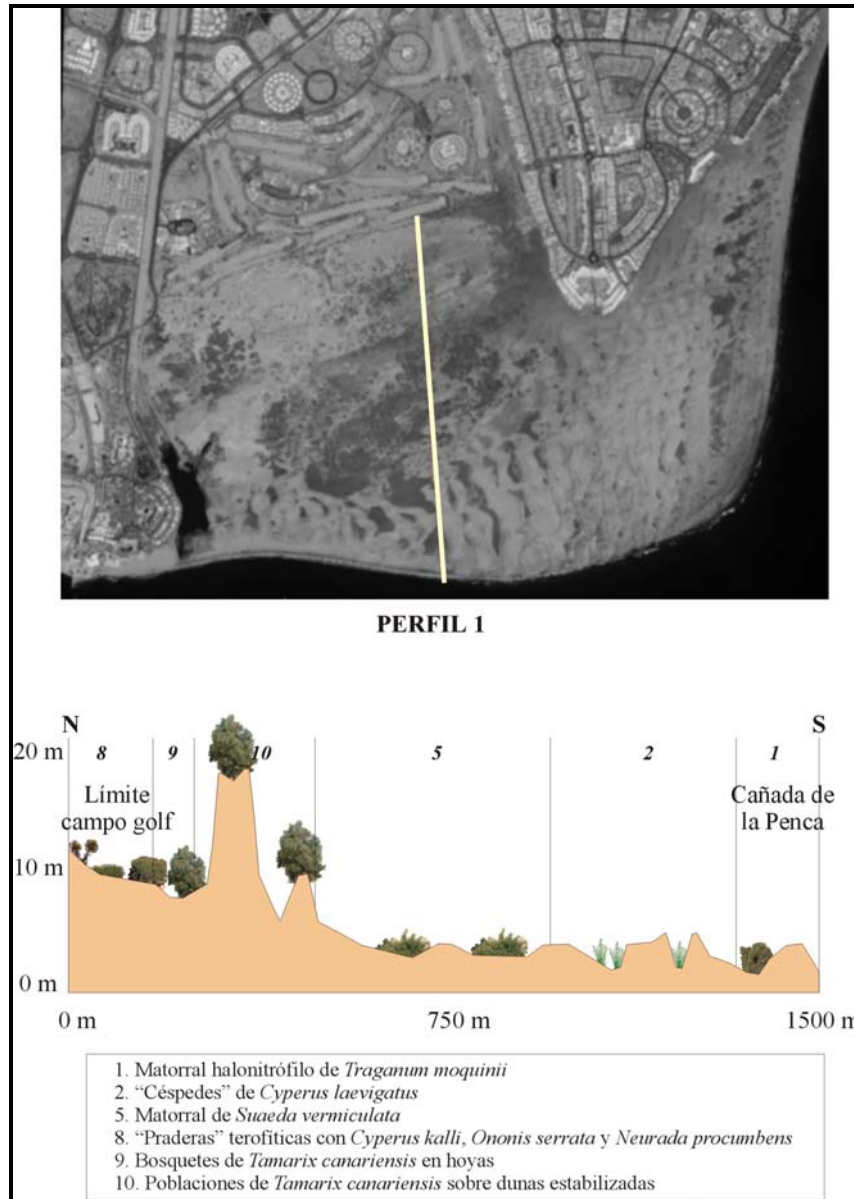 PERFIL 1
N
S
20 m
8
9
10
5
2
1
Límite
campo golf
Cañada de
la Penca
10 m
0 m
0 m
750 m
1500 m
1. Matorral halonitrófilo de Traganum moquinii
2. “Céspedes” de Cyperus laevigatus
5. Matorral de Suaeda vermiculata
8. “Praderas” terofíticas con Cyperus kalli, Ononis serrata y Neurada procumbens
9. Bosquetes de Tamarix canariensis en hoyas
10. Poblaciones de Tamarix canariensis sobre dunas estabilizadas